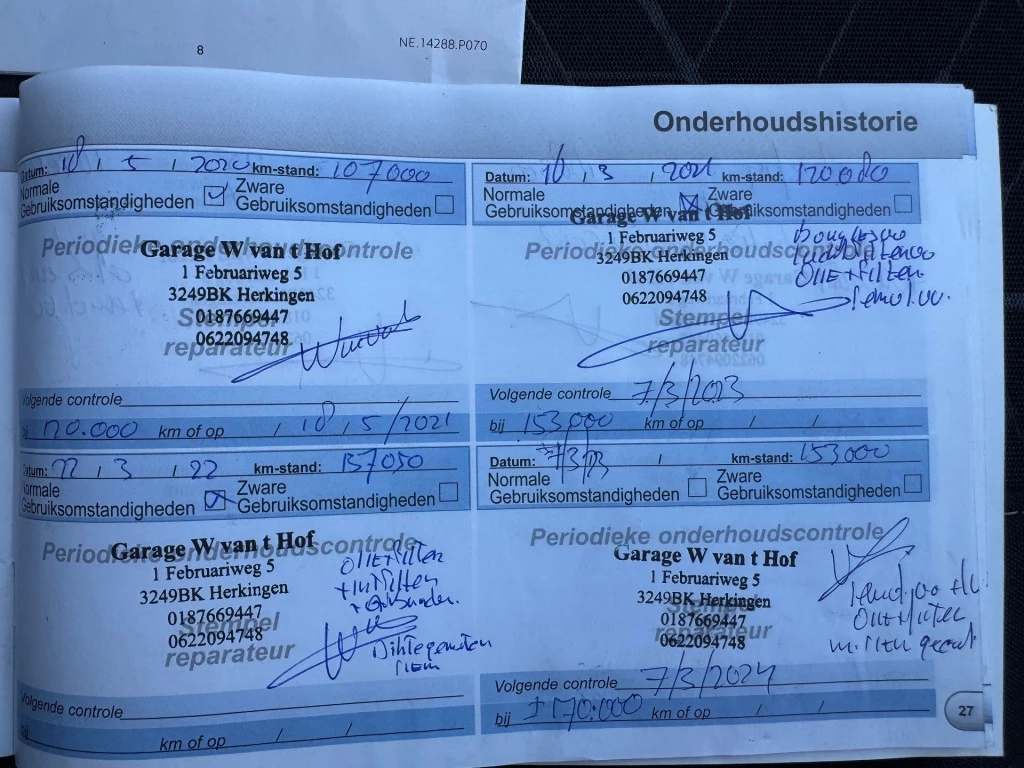 8
NE.14288.P070
Onderhoudshistorie
Datum: 18 , 5 , 2020 km-stand: 107000
Normale
Gebruiksomstandigheden
Zware
Gebruiksomstandigheden
Periodieke onderhoudscontrole
Garage W van t Hof
1 Februariweg 5
3249BK Herkingen
0187669447
0622094748
Stempel
reparateur
Volgende controle
bij 120.000 km of op / 18 , 5 / 2021
Datum: 3 , 2021 km-stand: 120080
Normale
Gebruiksomstandigheden
Zware
Gebruiksomstandigheden
Periodieke onderhoudscontrole
Garage W van t Hof
1 Februariweg 5
3249BK Herkingen
0187669447
0622094748
OliE + filter
Stempel
reparateur
Volgende controle 7/3/2023
bij 153.000 km of op / /
Datum: 22 , 3 , 22 km-stand: 137050
Normale
Gebruiksomstandigheden
Zware
Gebruiksomstandigheden
Periodieke onderhoudscontrole
Garage W van t Hof
1 Februariweg 5
3249BK Herkingen
0187669447
0622094748
OliE + filter
Stempel
reparateur
Volgende controle
bij km of op / /
Datum: 7/3/23 / km-stand: 153000
Normale
Gebruiksomstandigheden
Zware
Gebruiksomstandigheden
Periodieke onderhoudscontrole
Garage W van t Hof
1 Februariweg 5
3249BK Herkingen
0187669447
0622094748
Stempel
reparateur
Volgende controle 7/3/2024
bij ± 170.000 km of op / /
27